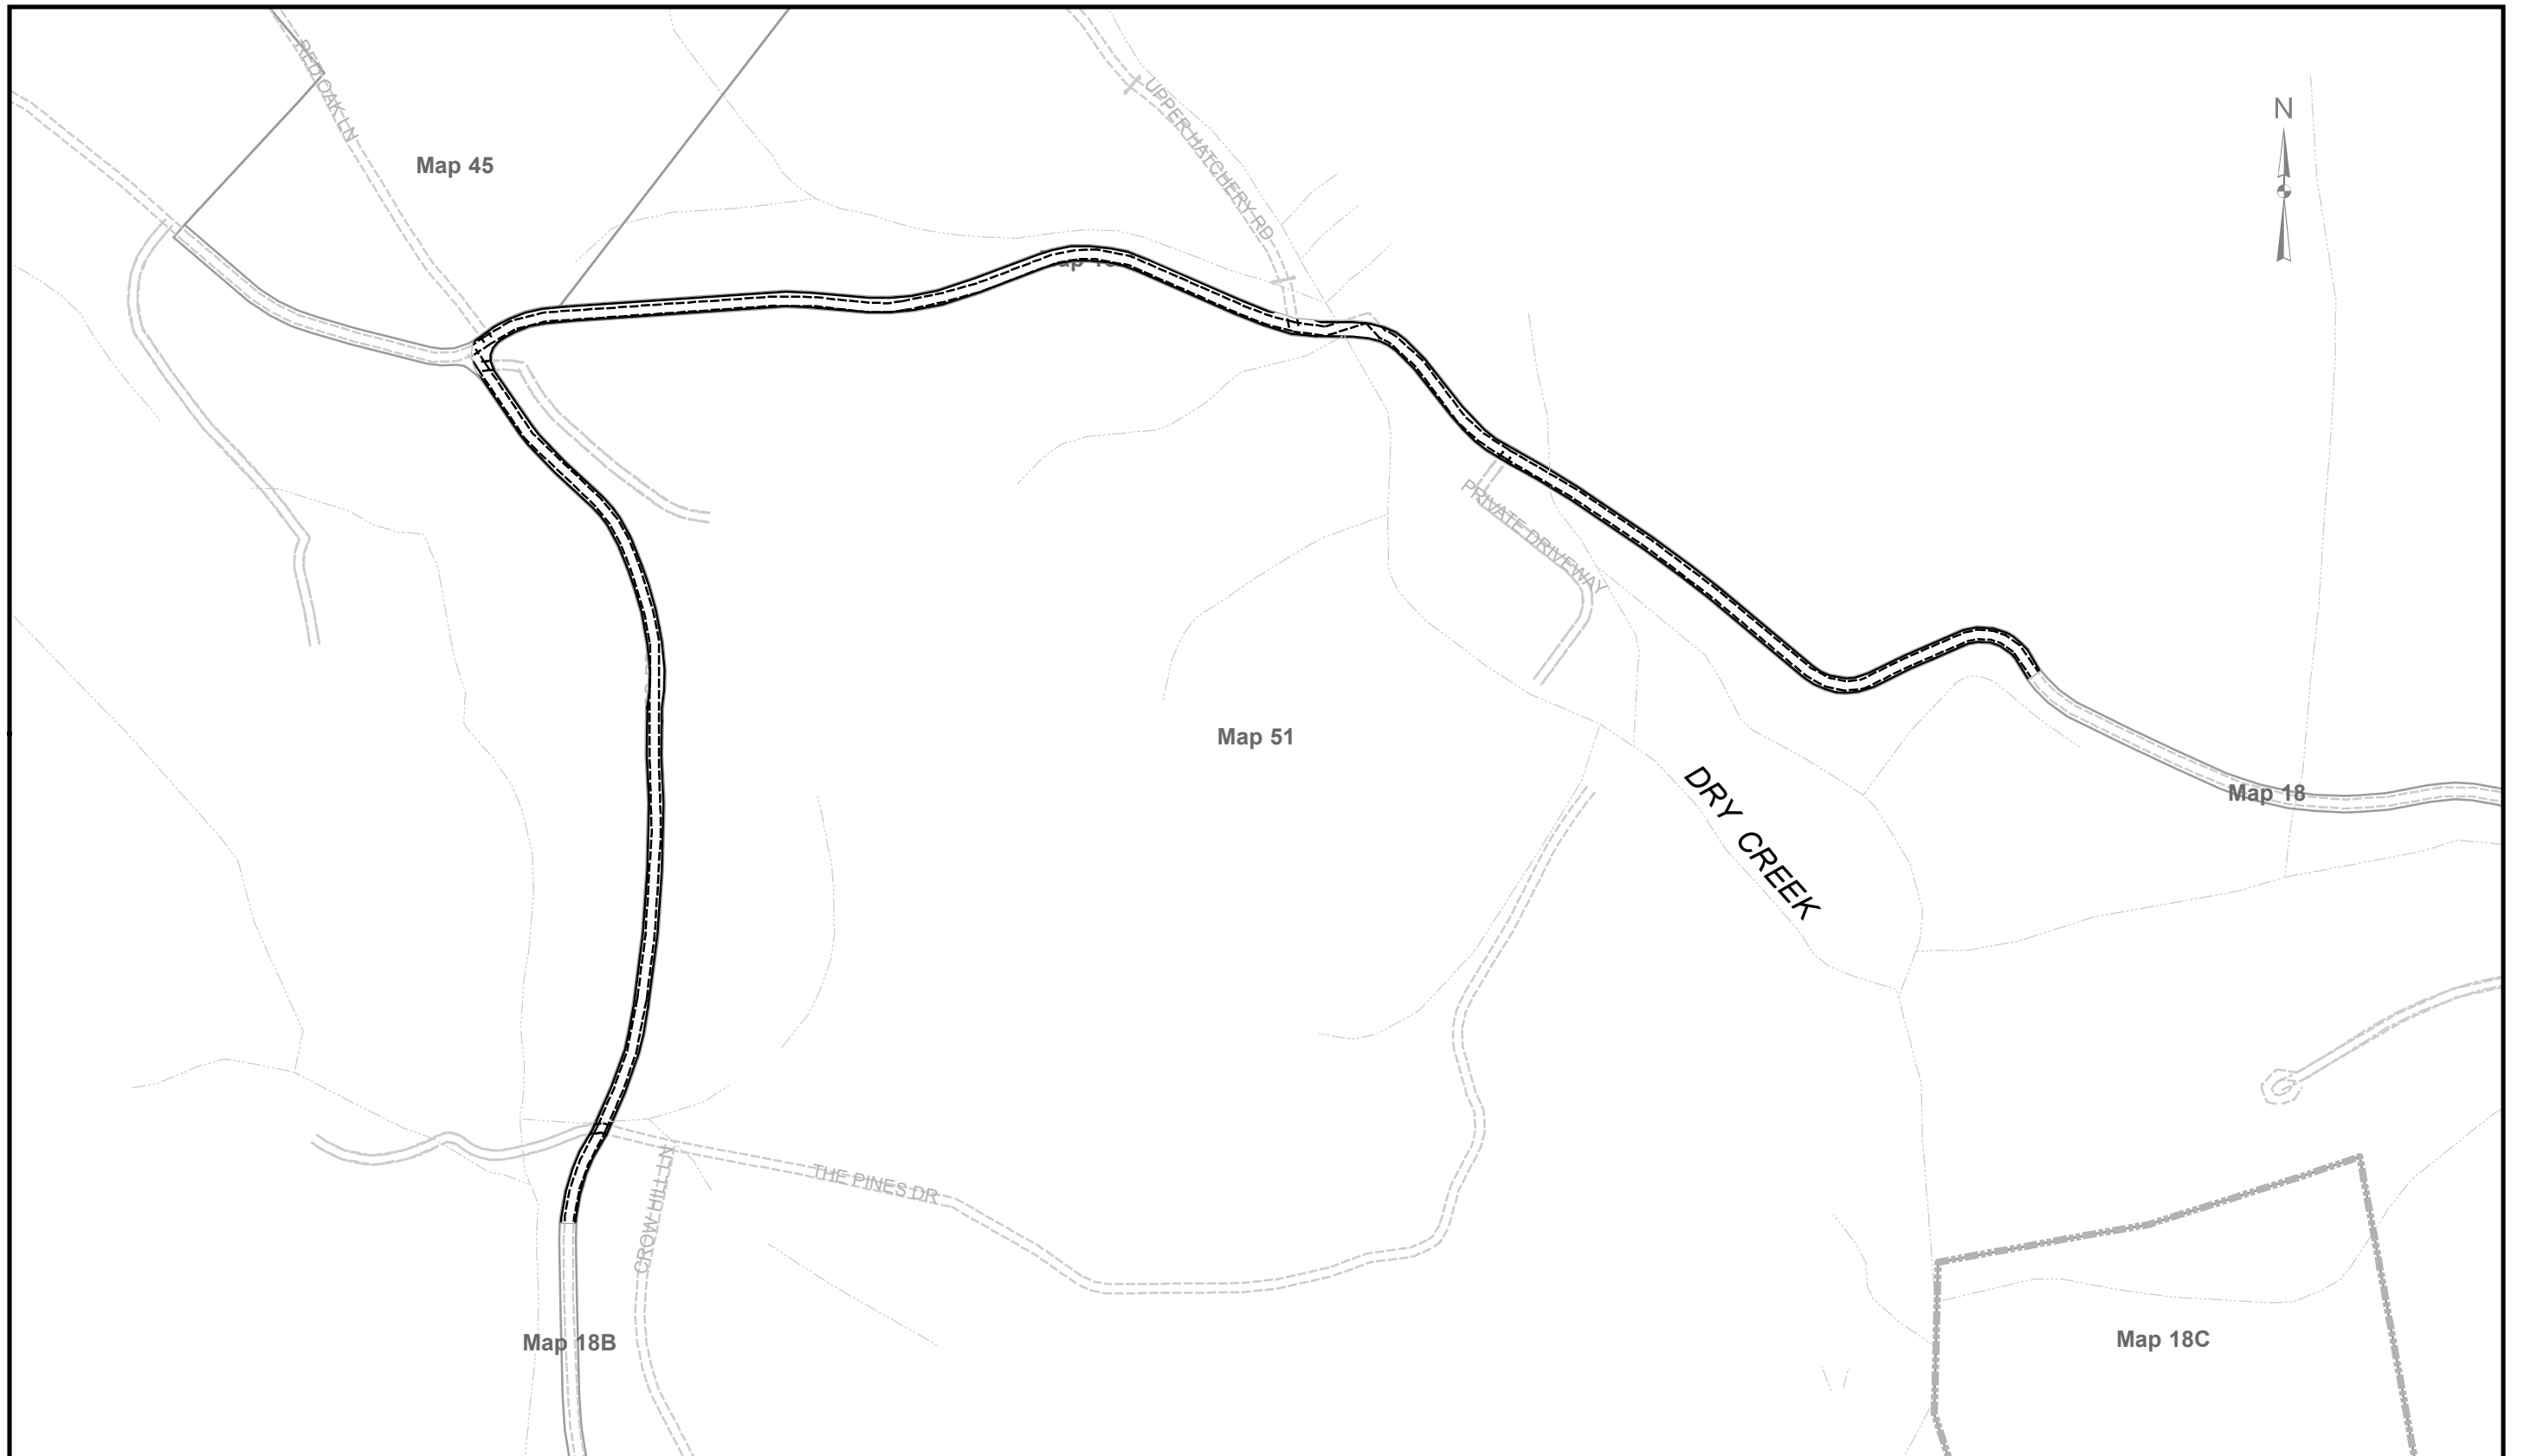 RED OAK LN
Map 45
UPPER HATCHERY RD
N
PRIVATE DRIVEWAY
Map 51
DRY CREEK
Map 18
THE PINES DR
CROW HILL LN
Map 18B
Map 18C